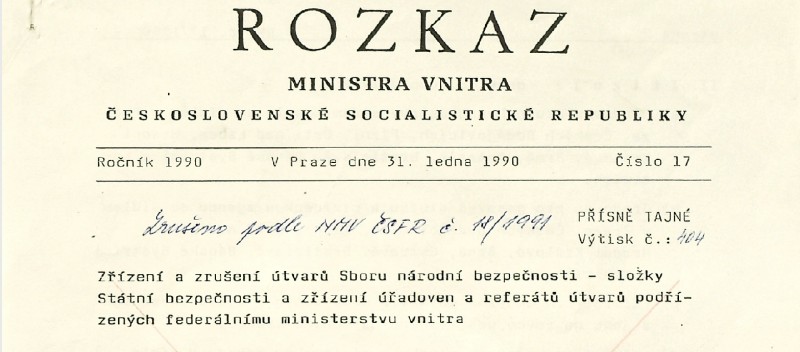 ROZKAZ
MINISTRA VNITRA
ČESKOSLOVENSKÉ SOCIALISTICKÉ REPUBLIKY
Ročník 1990 V Praze dne 31. ledna 1990 Číslo 17
Zrušeno podle NMV ČSFR č. 18/1991 PŘÍSNĚ TAJNÉ
Výtisk č.: 404
Zřízení a zrušení útvarů Sboru národní bezpečnosti - složky
Státní bezpečnosti a zřízení úřadoven a referátů útvarů podří-
zených federálnímu ministerstvu vnitra